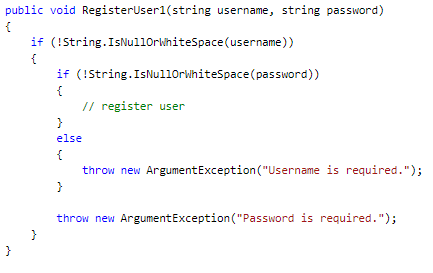 public void RegisterUser1(string username, string password)
{
    if (!String.IsNullOrWhiteSpace(username))
    {
        if (!String.IsNullOrWhiteSpace(password))
        {
            // register user
        }
        else
        {
            throw new ArgumentException("Username is required.");
        }

        throw new ArgumentException("Password is required.");
    }
}